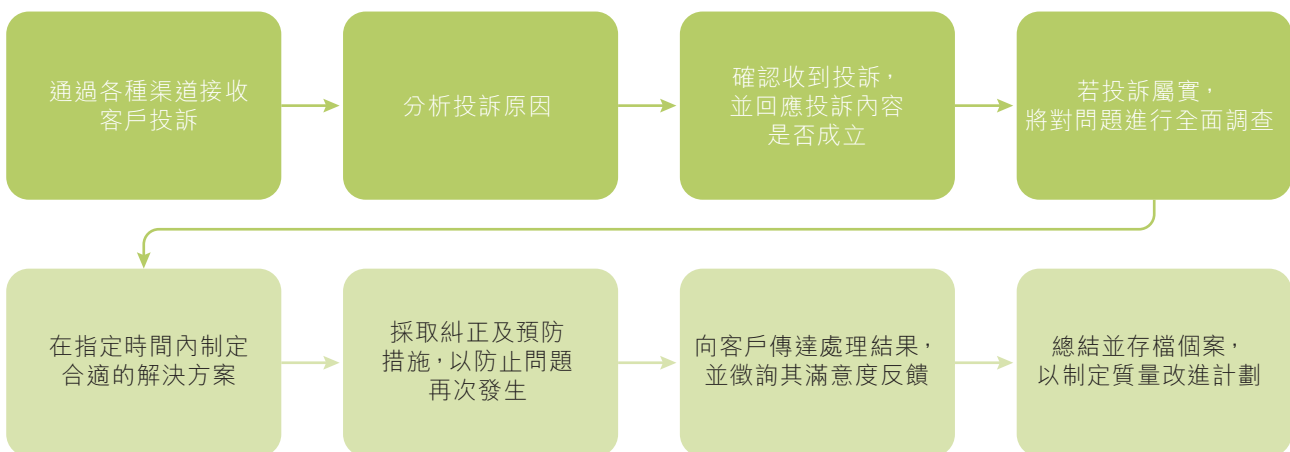 通過各種渠道接收
客戶投訴
分析投訴原因
確認收到投訴，
並回應投訴內容
是否成立
若投訴屬實，
將對問題進行全面調查
在指定時間內制定
合適的解決方案
採取糾正及預防
措施，以防止問題
再次發生
向客戶傳達處理結果，
並徵詢其滿意度反饋
總結並存檔個案，
以制定質量改進計劃